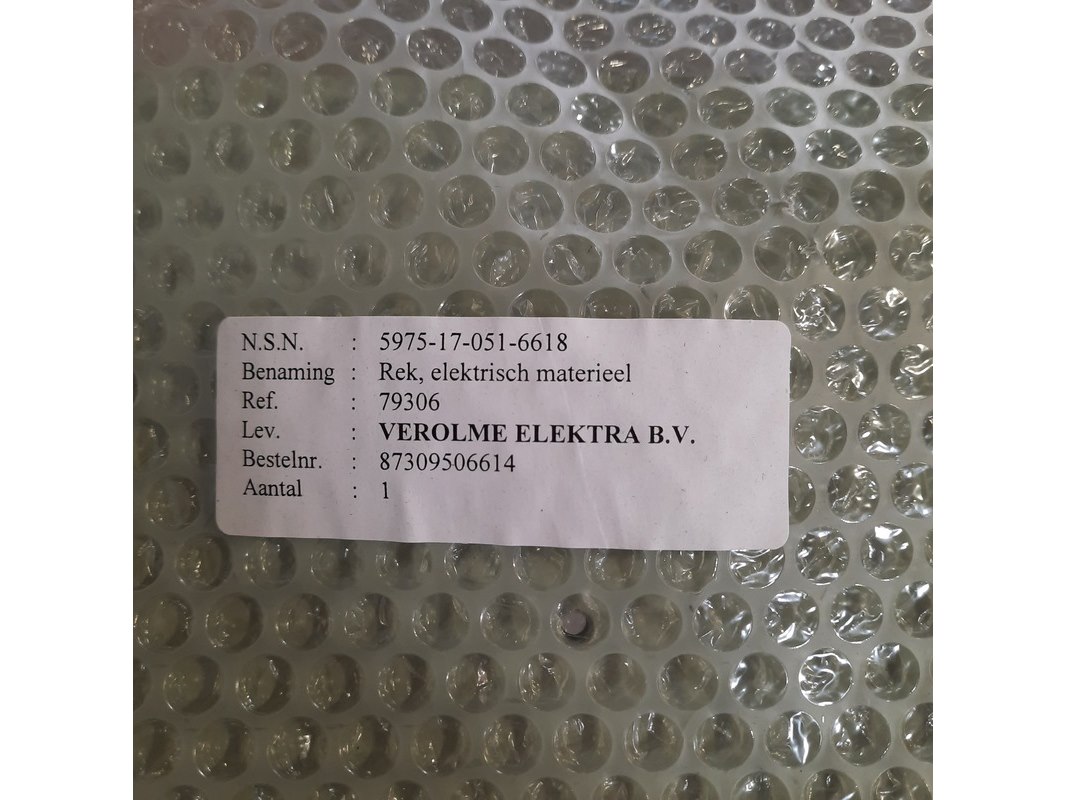 N.S.N. : 5975-17-051-6618
Benaming : Rek, elektrisch materieel
Ref. : 79306
Lev. : VEROLME ELEKTRA B.V.
Bestelnr. : 87309506614
Aantal : 1